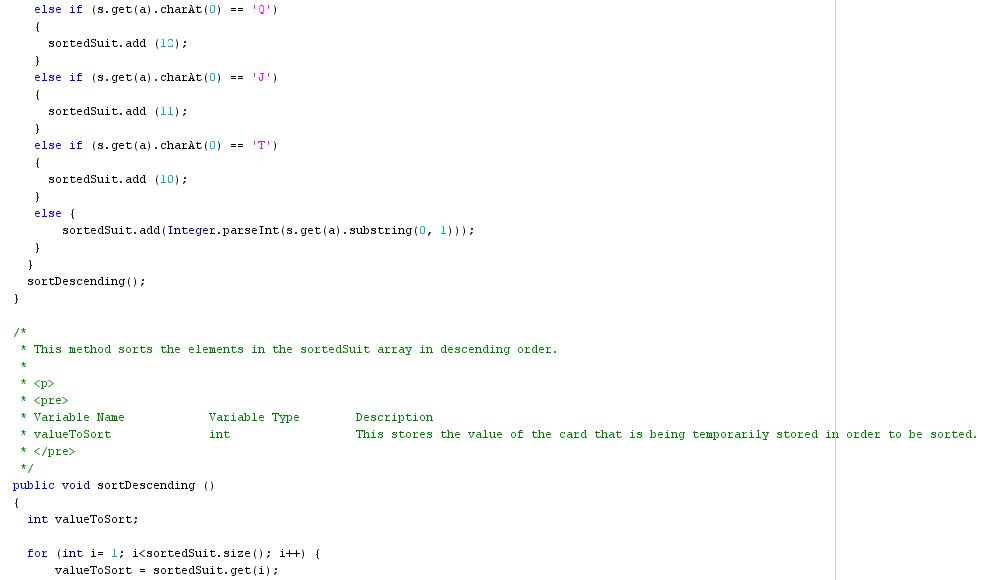 else if (s.get(a).charAt(0) == 'Q')
{
sortedSuit.add (12);
}
else if (s.get(a).charAt(0) == 'J')
{
sortedSuit.add (11);
}
else if (s.get(a).charAt(0) == 'T')
{
sortedSuit.add (10);
}
else {
sortedSuit.add(Integer.parseInt(s.get(a).substring(0, 1)));
}
}
sortDescending();
}
/*
* This method sorts the elements in the sortedSuit array in descending order.
*
* <p>
* <pre>
* Variable Name Variable Type Description
* valueToSort int This stores the value of the card that is being temporarily stored in order to be sorted.
* </pre>
*/
public void sortDescending ()
{
int valueToSort;
for (int i= 1; i<sortedSuit.size(); i++) {
valueToSort = sortedSuit.get(i);